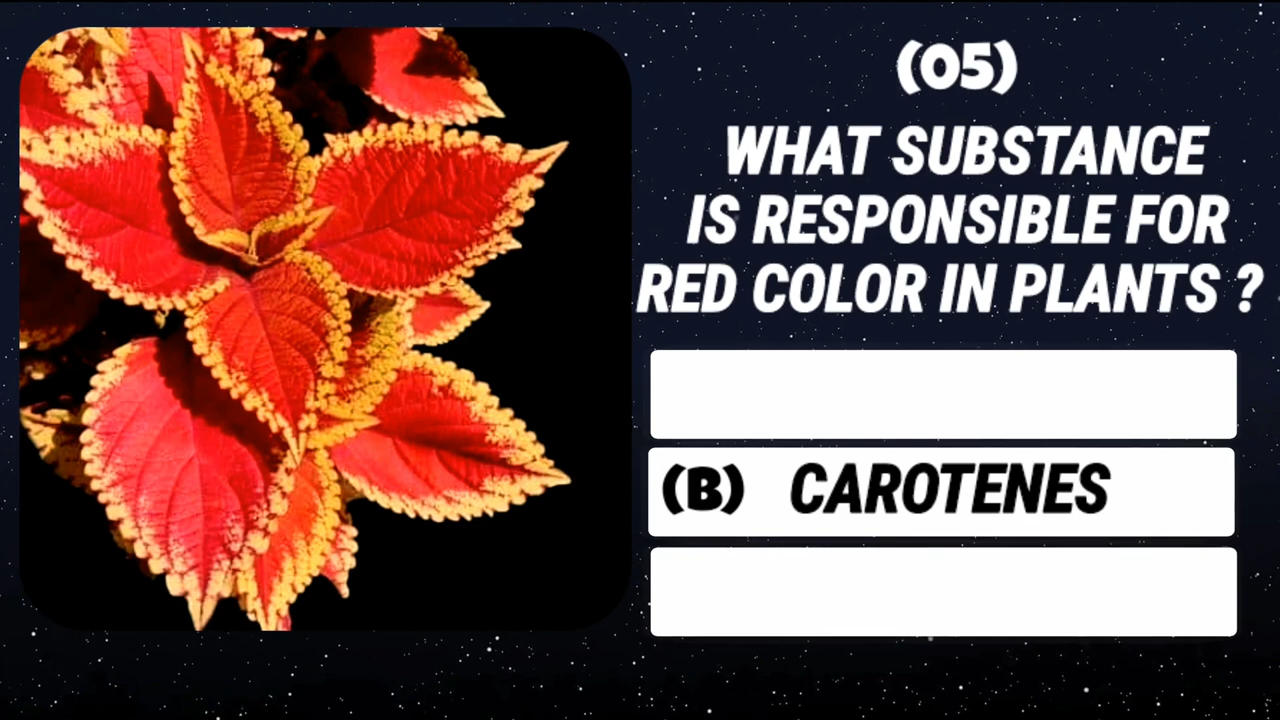 (05)
WHAT SUBSTANCE
IS RESPONSIBLE FOR
RED COLOR IN PLANTS ?
(B) CAROTENES